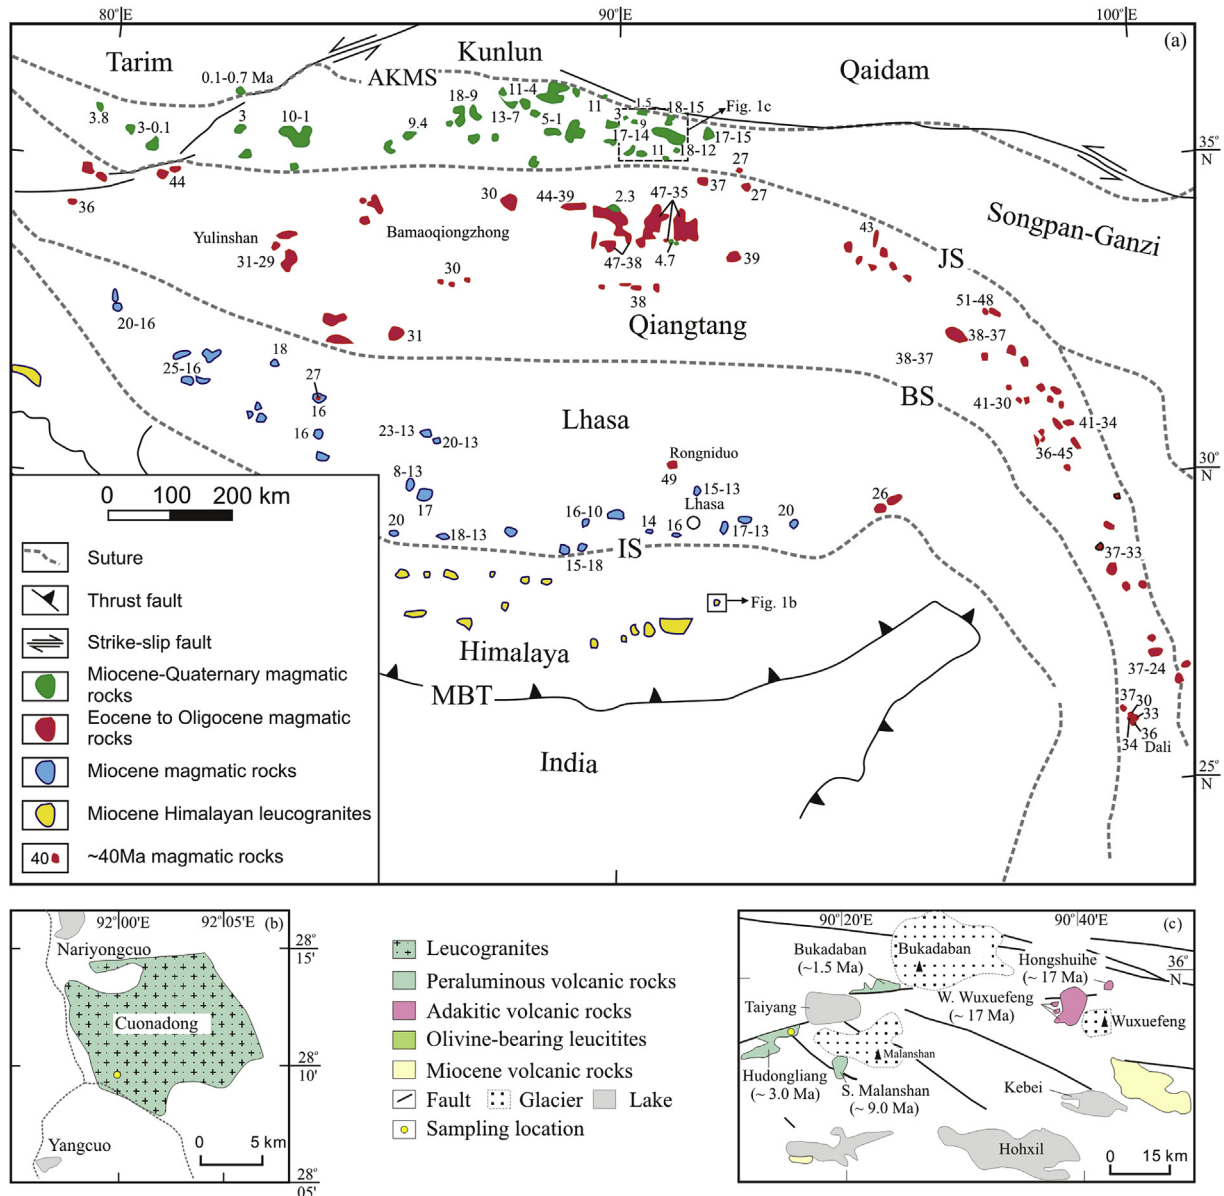 80°E
90°E
100°E
(a)
Tarim
Kunlun
Qaidam
AKMS
0.1-0.7 Ma
3.8
3-0.1
3
10-1
9.4
18-9
11-4
13-7
5-1
11
1.5
3
9
18-15
Fig. 1c
17-14
11
18-12
17-15
35°
N
44
36
27
37
27
30
44-39
2.3
47-35
Songpan-Ganzi
Yulinshan
Bamaoqiongzhong
31-29
30
47-38
4.7
39
43
JS
38
51-48
20-16
31
Qiangtang
38-37
38-37
25-16
18
27
16
BS
41-30
41-34
Lhasa
16
23-13
20-13
36-45
Rongniduo
49
30°
N
8-13
17
15-13
Lhasa
26
20
18-13
16-10
14
16
17-13
20
IS
15-18
37-33
Fig. 1b
Himalaya
MBT
37-24
37
30
33
36
34
Dali
India
25°
N
0 100 200 km
Suture
Thrust fault
Strike-slip fault
Miocene-Quaternary magmatic
rocks
Eocene to Oligocene magmatic
rocks
Miocene magmatic rocks
Miocene Himalayan leucogranites
40
~40Ma magmatic rocks
92°00'E
92°05'E
(b)
Nariyongcuo
28°
15'
Cuonadong
28°
10'
Yangcuo
0 5 km
28°
05'
Leucogranites
Peraluminous volcanic rocks
Adakitic volcanic rocks
Olivine-bearing leucitites
Miocene volcanic rocks
Fault
Glacier
Lake
Sampling location
90°20'E
90°40'E
(c)
Bukadaban
(~1.5 Ma)
Bukadaban
Hongshuihe
(~ 17 Ma)
36°
N
Taiyang
W. Wuxuefeng
(~ 17 Ma)
Wuxuefeng
Malanshan
Hudongliang
(~ 3.0 Ma)
S. Malanshan
(~ 9.0 Ma)
Kebei
Hohxil
0 15 km